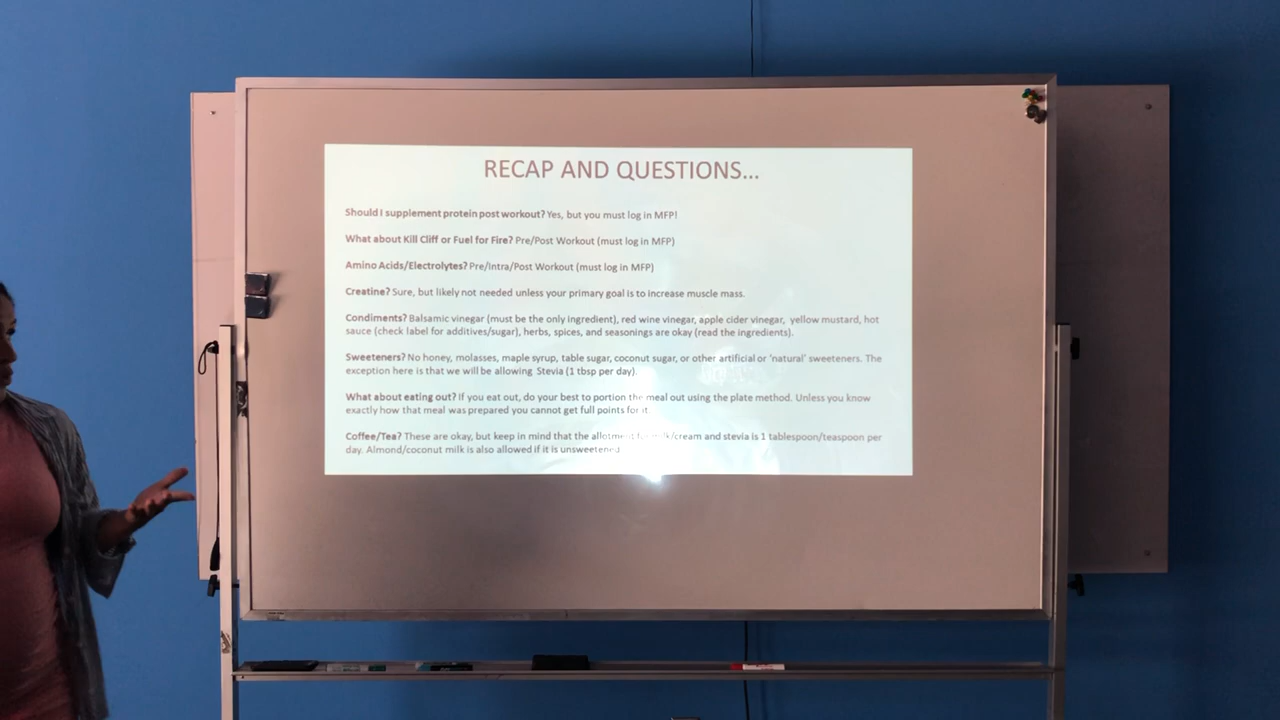 RECAP AND QUESTIONS...
Should I supplement protein post workout? Yes, but you must log in MFP!
What about Kill Cliff or Fuel for Fire? Pre/Post Workout (must log in MFP)
Amino Acids/Electrolytes? Pre/Intra/Post Workout (must log in MFP)
Creatine? Sure, but likely not needed unless your primary goal is to increase muscle mass.
Condiments? Balsamic vinegar (must be the only ingredient), red wine vinegar, apple cider vinegar, yellow mustard, hot
sauce (check label for additives/sugar), herbs, spices, and seasonings are okay (read the ingredients).
Sweeteners? No honey, molasses, maple syrup, table sugar, coconut sugar, or other artificial or 'natural' sweeteners. The
exception here is that we will be allowing Stevia (1 tbsp per day).
What about eating out? If you eat out, do your best to portion the meal out using the plate method. Unless you know
exactly how that meal was prepared you cannot get full points for it
Coffee/Tea? These are okay, but keep in mind that the allotment for milk/cream and stevia is 1 tablespoon/teaspoon per
day. Almond/coconut milk is also allowed if it is unsweetened